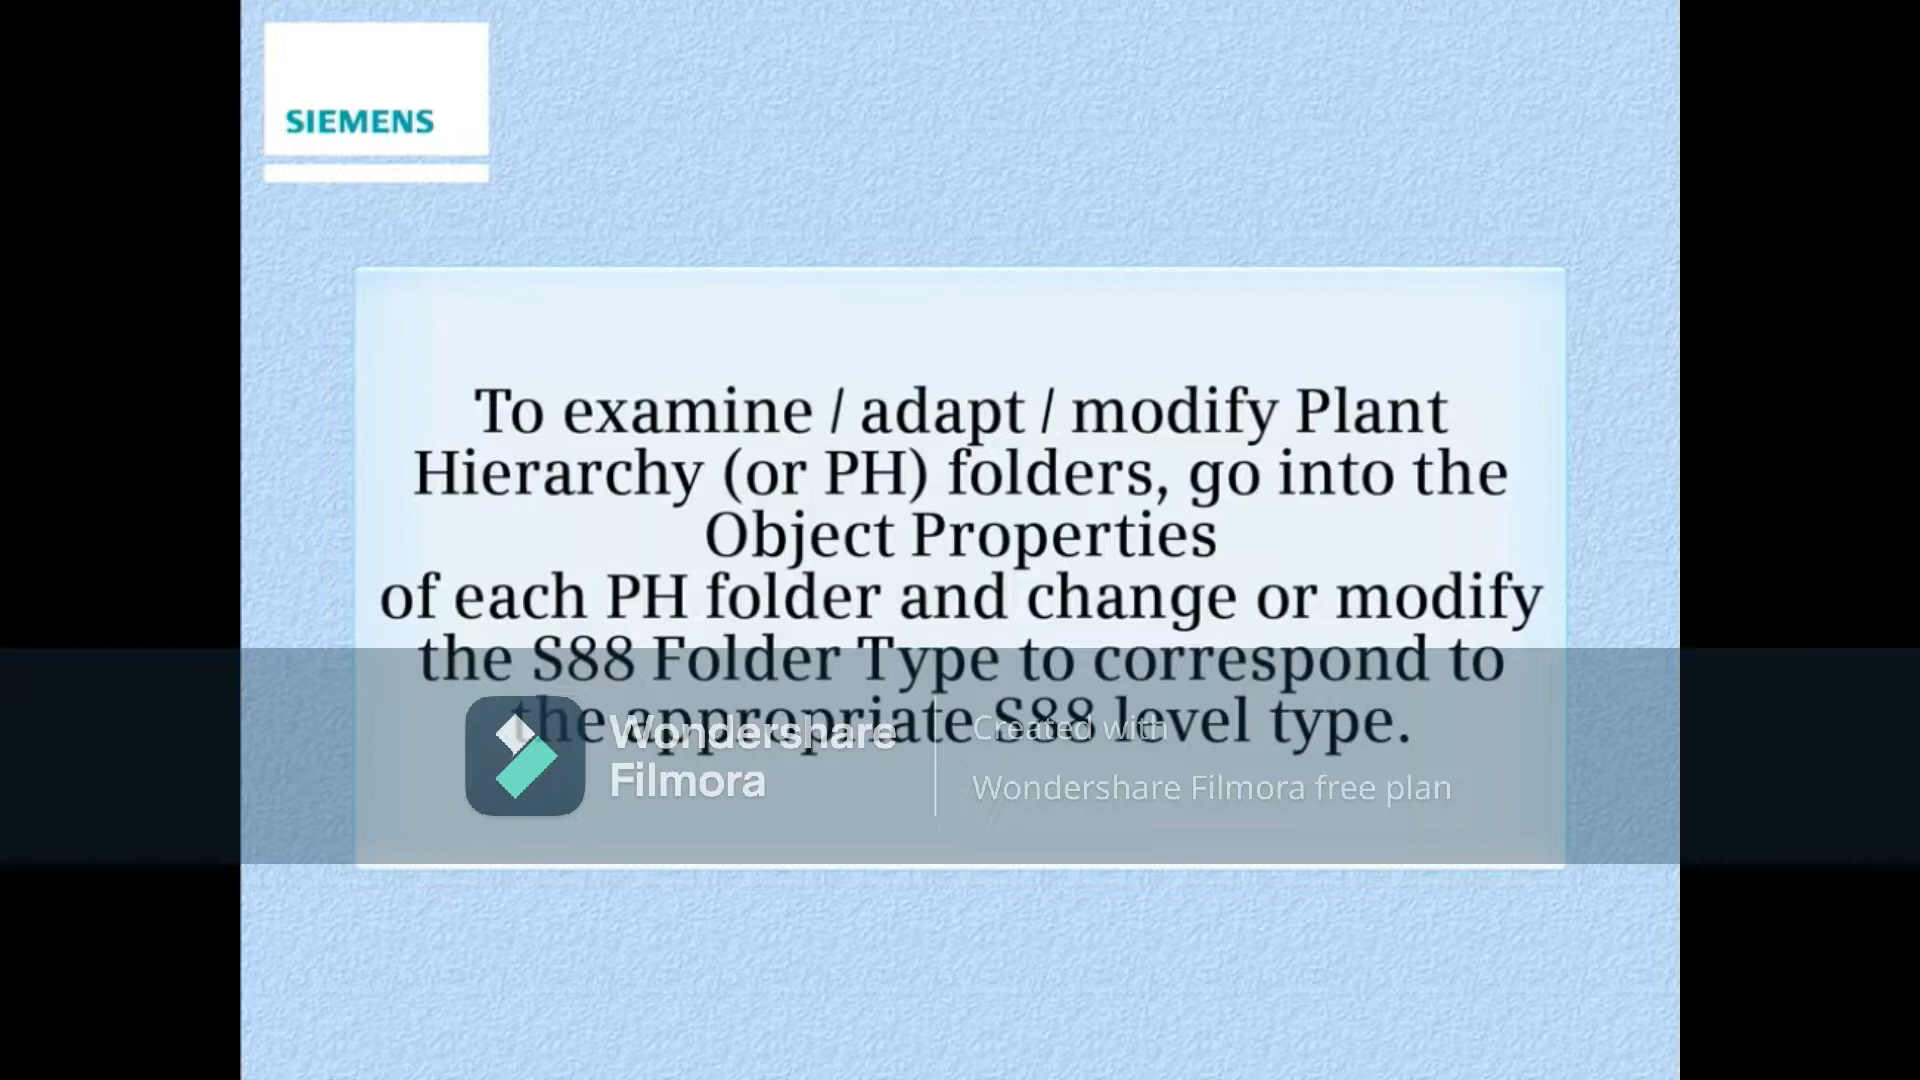 SIEMENS
To examine / adapt / modify Plant
Hierarchy (or PH) folders, go into the
Object Properties
of each PH folder and change or modify
the S88 Folder Type to correspond to
the appropriate S88 level type.
Wondershare
Filmora
Created with
Wondershare Filmora free plan